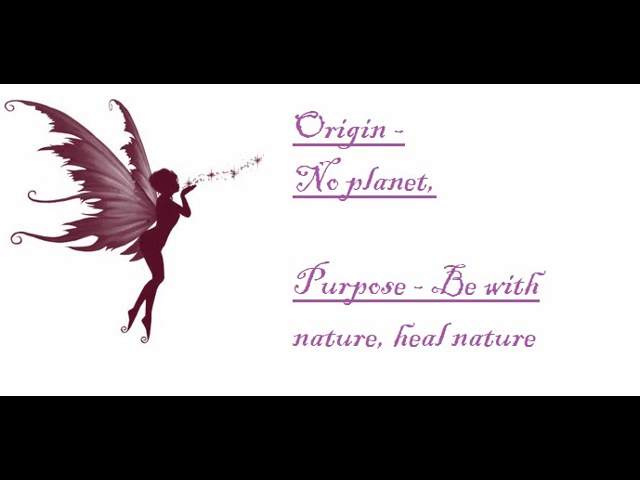 Origin -
No planet,
Purpose - Be with
nature, heal nature